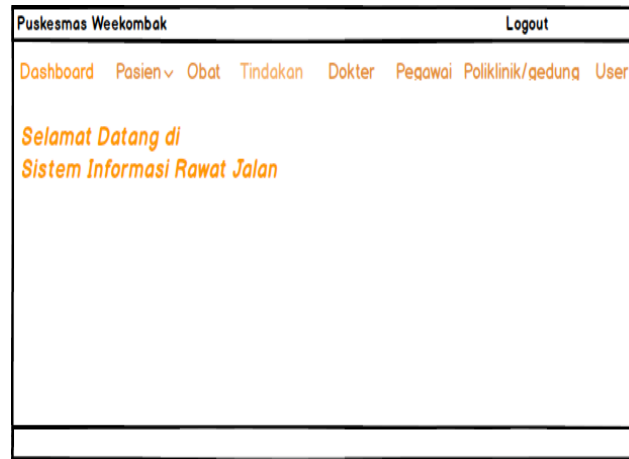 Puskesmas Weekombak Logout
Dashboard Pasien Obat Tindakan Dokter Pegawai Poliklinik/gedung User
Selamat Datang di
Sistem Informasi Rawat Jalan